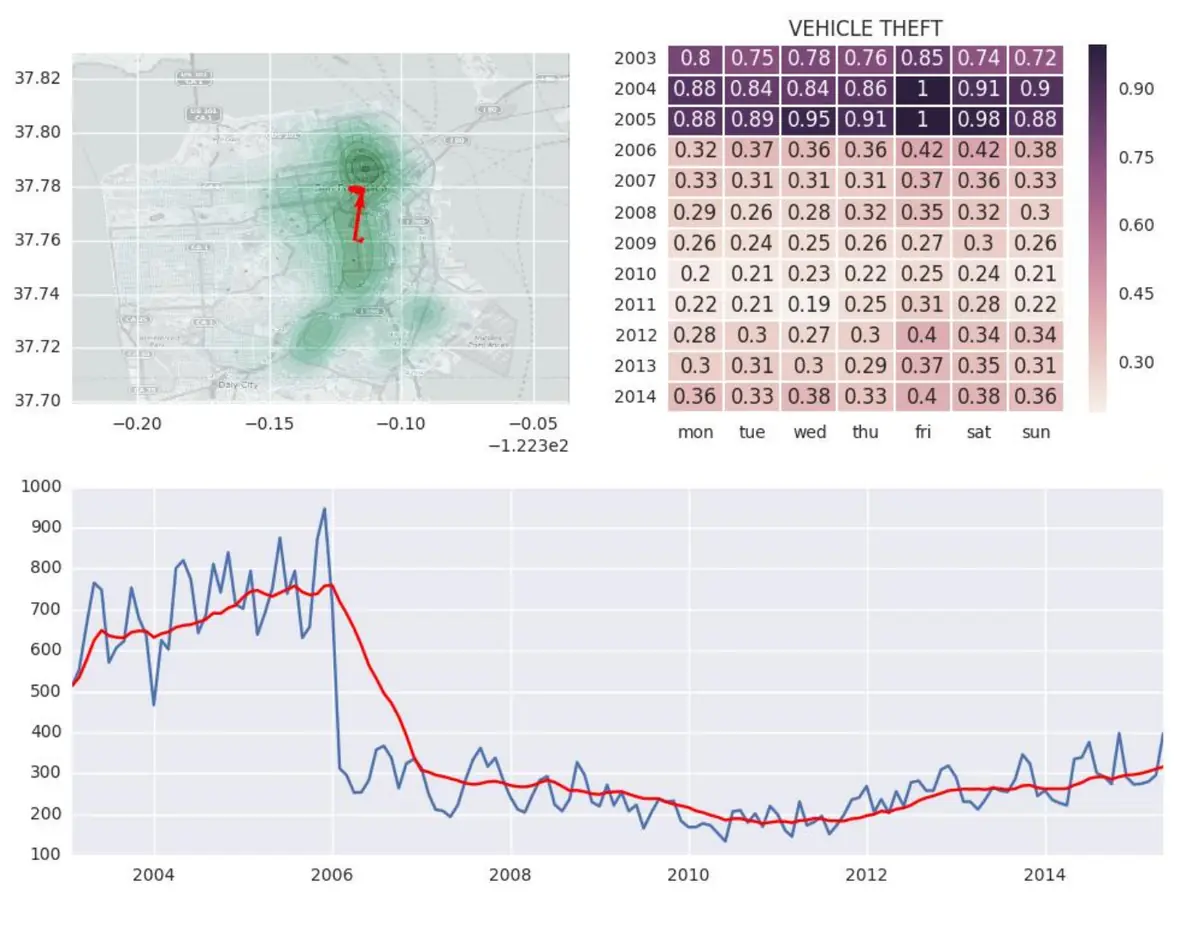 VEHICLE THEFT
37.82
37.80
37.78
37.76
37.74
37.72
37.70
Daly City
−0.20 −0.15 −0.10 −0.05
−1.223e2
2003 0.8 0.75 0.78 0.76 0.85 0.74 0.72
2004 0.88 0.84 0.84 0.86 1 0.91 0.9
2005 0.88 0.89 0.95 0.91 1 0.98 0.88
2006 0.32 0.37 0.36 0.36 0.42 0.42 0.38
2007 0.33 0.31 0.31 0.31 0.37 0.36 0.33
2008 0.29 0.26 0.28 0.32 0.35 0.32 0.3
2009 0.26 0.24 0.25 0.26 0.27 0.3 0.26
2010 0.2 0.21 0.23 0.22 0.25 0.24 0.21
2011 0.22 0.21 0.19 0.25 0.31 0.28 0.22
2012 0.28 0.3 0.27 0.3 0.4 0.34 0.34
2013 0.3 0.31 0.3 0.29 0.37 0.35 0.31
2014 0.36 0.33 0.38 0.33 0.4 0.38 0.36
mon tue wed thu fri sat sun
0.90
0.75
0.60
0.45
0.30
1000
900
800
700
600
500
400
300
200
100
2004 2006 2008 2010 2012 2014